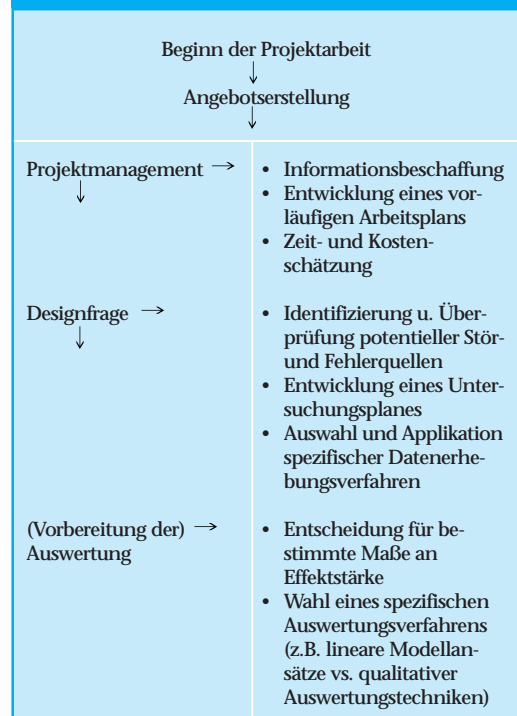 Beginn der Projektarbeit
↓
Angebotserstellung
↓
Projektmanagement →
↓
• Informationsbeschaffung
• Entwicklung eines vor-
läufigen Arbeitsplans
• Zeit- und Kosten-
schätzung
Designfrage →
↓
• Identifizierung u. Über-
prüfung potentieller Stör-
und Fehlerquellen
• Entwicklung eines Unter-
suchungsplanes
• Auswahl und Applikation
spezifischer Datenerhe-
bungsverfahren
(Vorbereitung der) →
Auswertung
• Entscheidung für be-
stimmte Maße an
Effektstärke
• Wahl eines spezifischen
Auswertungsverfahrens
(z.B. lineare Modellan-
sätze vs. qualitativer
Auswertungstechniken)